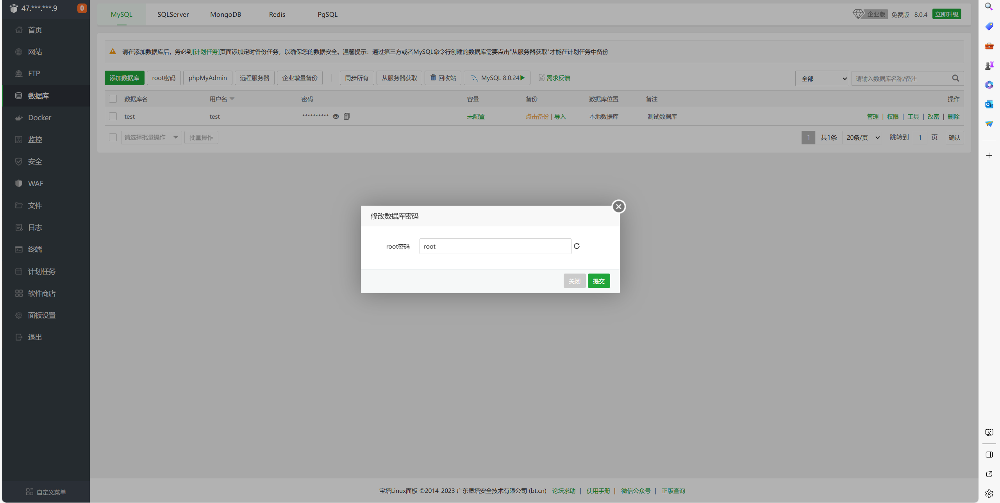 47.***.***.9 0
首页
网站
FTP
数据库
Docker
监控
安全
WAF
文件
日志
终端
计划任务
软件商店
面板设置
退出
自定义菜单
MySQL SQLServer MongoDB Redis PgSQL 企业版 免费版 8.0.4 立即升级
请在添加数据库后，务必到[计划任务]页面添加定时备份任务，以确保您的数据安全。温馨提示：通过第三方或者MySQL命令行创建的数据库需要点击"从服务器获取"才能在计划任务中备份
添加数据库 root密码 phpMyAdmin 远程服务器 企业增量备份 同步所有 从服务器获取 回收站 MySQL 8.0.24 需求反馈 全部 请输入数据库名称/备注
数据库名 用户名 密码 容量 备份 数据库位置 备注 操作
test test ********** 未配置 点击备份 | 导入 本地数据库 测试数据库 管理 | 权限 | 工具 | 改密 | 删除
请选择批量操作 批量操作 1 共1条 20条/页 跳转到 1 页 确认
修改数据库密码
root密码 root
关闭 提交
宝塔Linux面板 ©2014-2023 广东堡塔安全技术有限公司 (bt.cn) 论坛求助 | 使用手册 | 微信公众号 | 正版查询